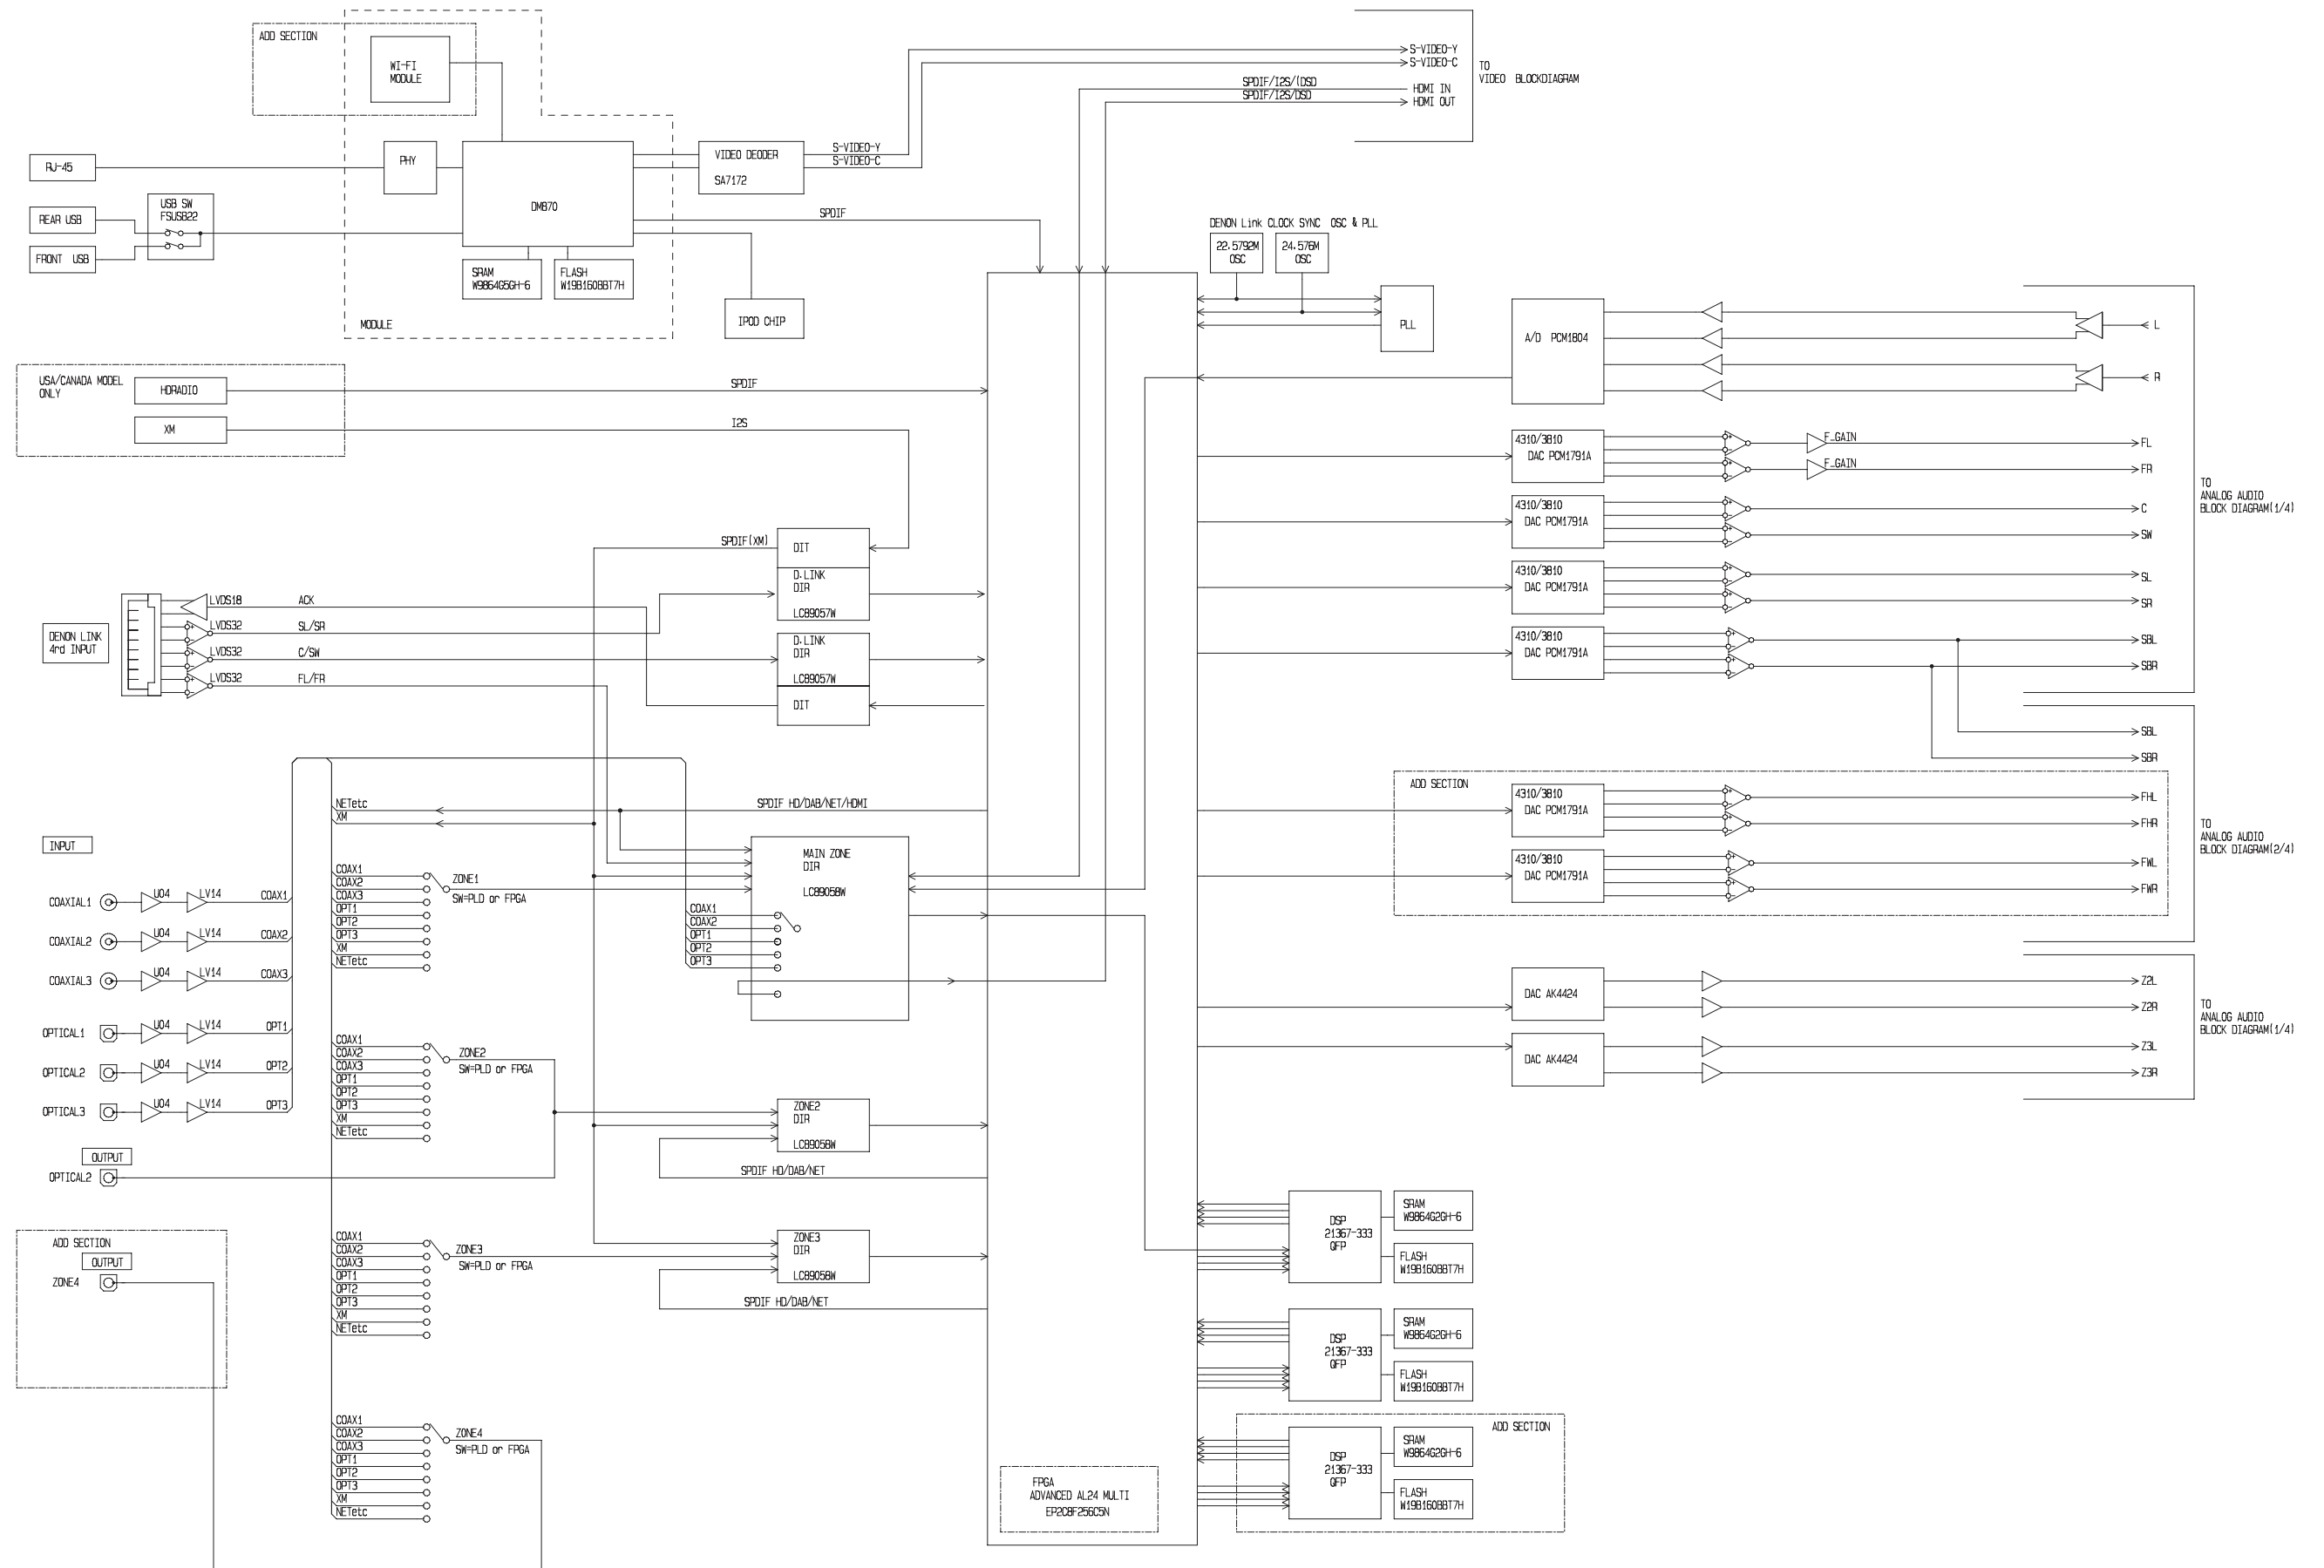 ADD SECTION
WI-FI
MODULE
S-VIDEO-Y
S-VIDEO-C
TO
VIDEO BLOCKDIAGRAM
SPDIF/I2S/(DSD
HDMI IN
SPDIF/I2S/DSD
HDMI OUT
RJ-45
PHY
VIDEO DEODER
SA7172
S-VIDEO-Y
S-VIDEO-C
USB SW
FSUSB22
REAR USB
FRONT USB
DM870
SPDIF
SRAM
W9864G5GH-6
FLASH
W19B160BBT7H
IPOD CHIP
MODULE
DENON Link CLOCK SYNC OSC & PLL
22.5792M
OSC
24.576M
OSC
PLL
A/D PCM1804
L
R
USA/CANADA MODEL
ONLY
HDRADIO
SPDIF
XM
I2S
4310/3810
DAC PCM1791A
F_GAIN
FL
F_GAIN
FR
4310/3810
DAC PCM1791A
C
SW
TO
ANALOG AUDIO
BLOCK DIAGRAM(1/4)
4310/3810
DAC PCM1791A
SL
SR
4310/3810
DAC PCM1791A
SBL
SBR
SPDIF(XM)
DIT
D.LINK
DIR
LC89057W
D.LINK
DIR
LC89057W
DIT
DENON LINK
4rd INPUT
LVDS18
ACK
LVDS32
SL/SR
LVDS32
C/SW
LVDS32
FL/FR
SBL
SBR
ADD SECTION
4310/3810
DAC PCM1791A
FHL
FHR
4310/3810
DAC PCM1791A
FWL
FWR
TO
ANALOG AUDIO
BLOCK DIAGRAM(2/4)
NETetc
XM
SPDIF HD/DAB/NET/HDMI
INPUT
COAXIAL1
U04
LV14
COAX1
COAXIAL2
U04
LV14
COAX2
COAXIAL3
U04
LV14
COAX3
OPTICAL1
U04
LV14
OPT1
OPTICAL2
U04
LV14
OPT2
OPTICAL3
U04
LV14
OPT3
OUTPUT
OPTICAL2
COAX1
COAX2
COAX3
OPT1
OPT2
OPT3
XM
NETetc
ZONE1
SW=PLD or FPGA
MAIN ZONE
DIR
LC89058W
COAX1
COAX2
OPT1
OPT2
OPT3
COAX1
COAX2
COAX3
OPT1
OPT2
OPT3
XM
NETetc
ZONE2
SW=PLD or FPGA
ZONE2
DIR
LC89058W
SPDIF HD/DAB/NET
DAC AK4424
Z2L
Z2R
DAC AK4424
Z3L
Z3R
TO
ANALOG AUDIO
BLOCK DIAGRAM(1/4)
ADD SECTION
OUTPUT
ZONE4
COAX1
COAX2
COAX3
OPT1
OPT2
OPT3
XM
NETetc
ZONE3
SW=PLD or FPGA
ZONE3
DIR
LC89058W
SPDIF HD/DAB/NET
DSP
21367-333
QFP
SRAM
W9864G2GH-6
FLASH
W19B160BBT7H
DSP
21367-333
QFP
SRAM
W9864G2GH-6
FLASH
W19B160BBT7H
ADD SECTION
DSP
21367-333
QFP
SRAM
W9864G2GH-6
FLASH
W19B160BBT7H
COAX1
COAX2
COAX3
OPT1
OPT2
OPT3
XM
NETetc
ZONE4
SW=PLD or FPGA
FPGA
ADVANCED AL24 MULTI
EP2C8F256C5N